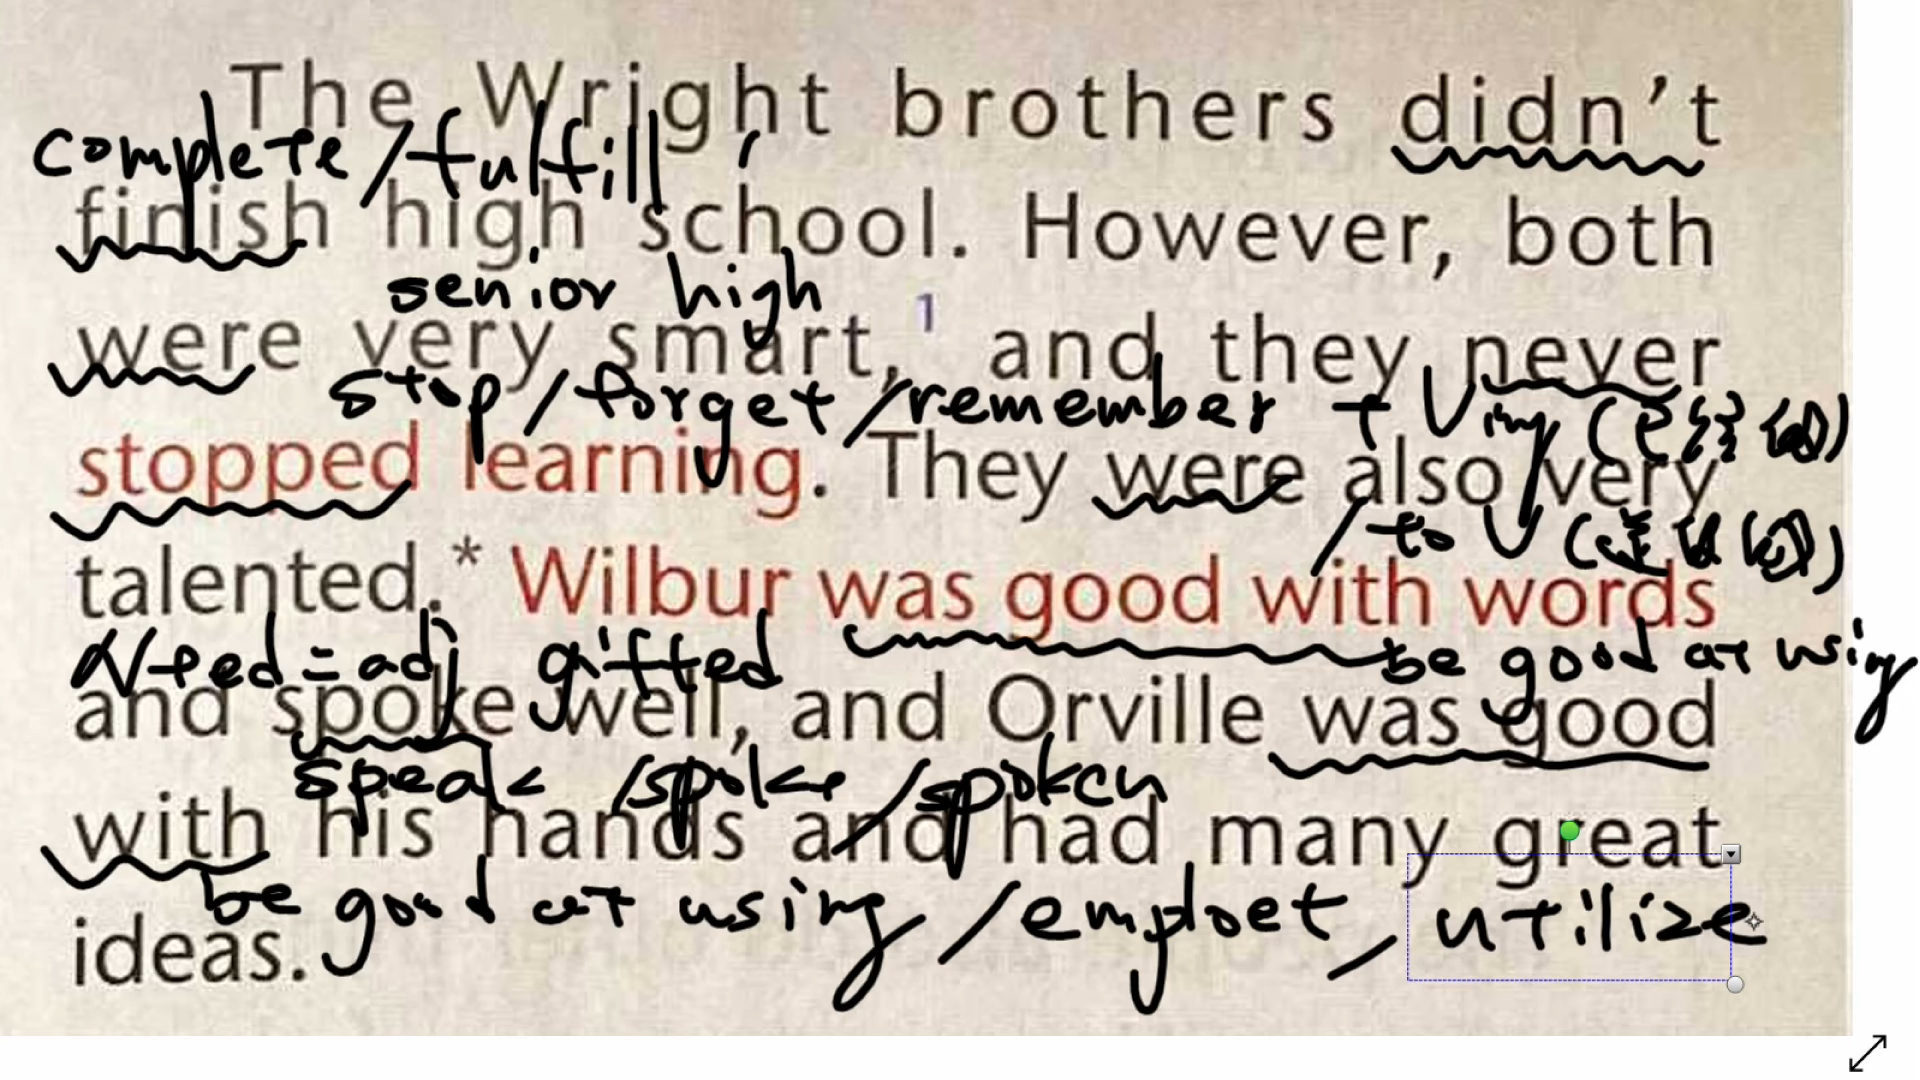 The Wright brothers didn't
complete / fulfill
finish high school. However, both
senior high
were very smart,1 and they never
stop / forget / remember + Ving
stopped learning. They were also very
/ to V
talented.* Wilbur was good with words
N+ed=adj gifted be good at using
and spoke well, and Orville was good
speak /spoke /spoken
with his hands and had many great
be good at using / emploet, utilize
ideas.